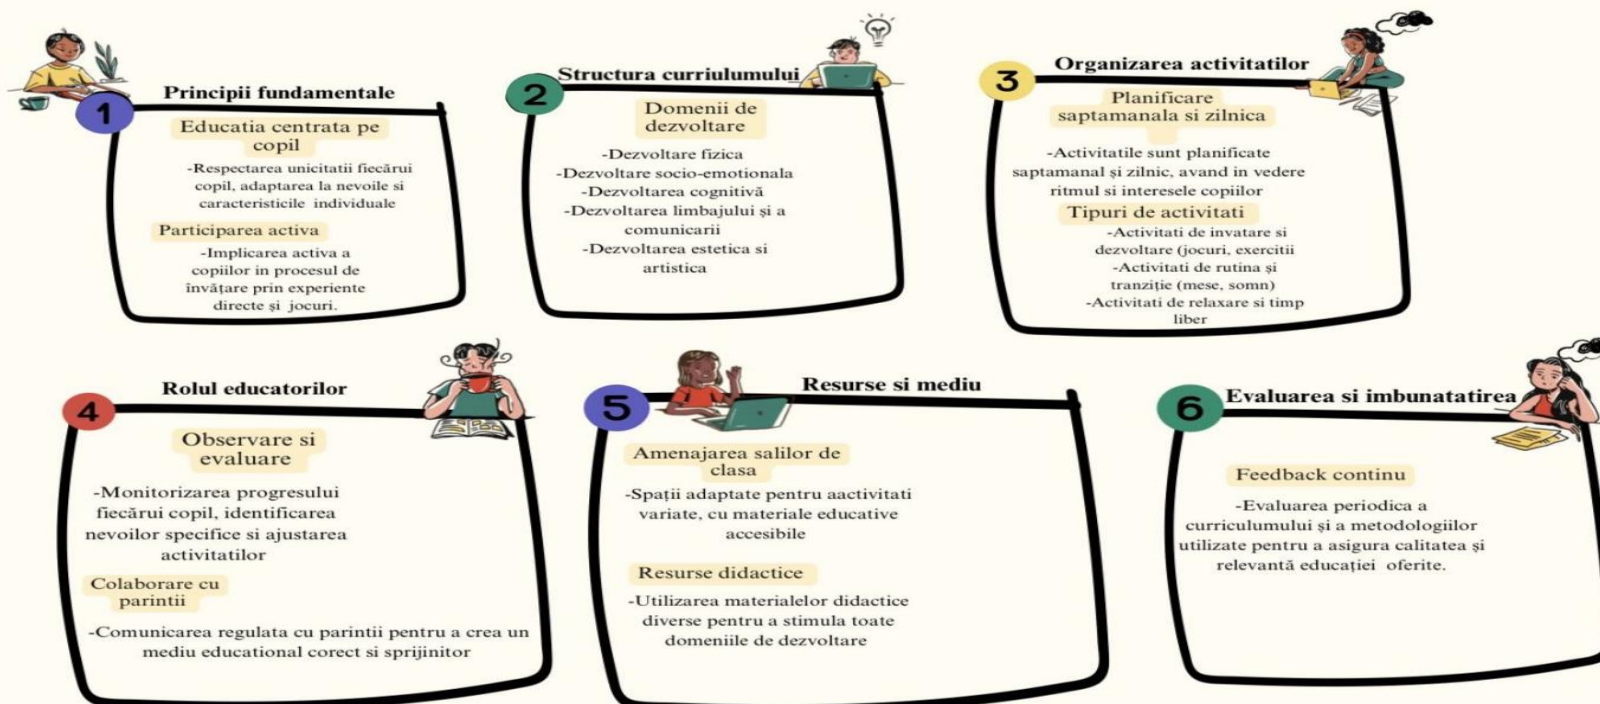 1
Principii fundamentale
Educatia centrata pe
copil
-Respectarea unicitatii fiecărui
copil, adaptarea la nevoile si
caracteristicile individuale
Participarea activa
-Implicarea activa a
copiilor in procesul de
învățare prin experiente
directe și jocuri.
2
Structura curriulumului
Domenii de
dezvoltare
-Dezvoltare fizica
-Dezvoltare socio-emotionala
-Dezvoltarea cognitivă
-Dezvoltarea limbajului și a
comunicarii
-Dezvoltarea estetica si
artistica
3
Organizarea activitatilor
Planificare
saptamanala si zilnica
-Activitatile sunt planificate
saptamanal și zilnic, avand in vedere
ritmul si interesele copiilor
Tipuri de activitati
-Activitati de invatare si
dezvoltare (jocuri, exercitii
-Activitati de rutina și
tranziție (mese, somn)
-Activitati de relaxare si timp
liber
4
Rolul educatorilor
Observare si
evaluare
-Monitorizarea progresului
fiecărui copil, identificarea
nevoilor specifice si ajustarea
activitatilor
Colaborare cu
parintii
-Comunicarea regulata cu parintii pentru a crea un
mediu educational corect si sprijinitor
5
Resurse si mediu
Amenajarea salilor de
clasa
-Spații adaptate pentru aactivitati
variate, cu materiale educative
accesibile
Resurse didactice
-Utilizarea materialelor didactice
diverse pentru a stimula toate
domeniile de dezvoltare
6
Evaluarea si imbunatatirea
Feedback continu
-Evaluarea periodica a
curriculumului și a metodologiilor
utilizate pentru a asigura calitatea și
relevantă educației oferite.